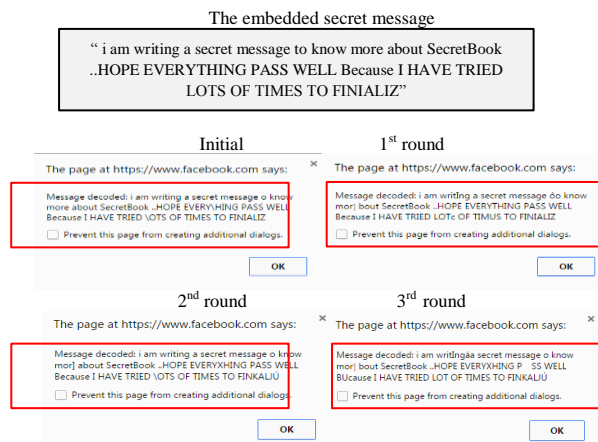 The embedded secret message
“ i am writing a secret message to know more about SecretBook
..HOPE EVERYTHING PASS WELL Because I HAVE TRIED
LOTS OF TIMES TO FINIALIZ”
Initial
The page at https://www.facebook.com says:
×
Message decoded: i am writing a secret message o know
more about SecretBook ..HOPE EVERY\HING PASS WELL
Because I HAVE TRIED \OTS OF TIMES TO FINIALIZ
Prevent this page from creating additional dialogs.
OK
1st round
The page at https://www.facebook.com says:
Message decoded: i am writIng a secret message ôo know
mor| bout SecretBook ..HOPE EVERYTHING PASS WELL
Because I HAVE TRIED LOTc OF TIMUS TO FINIALIZ
Prevent this page from creating additional dialogs.
OK
2nd round
The page at https://www.facebook.com says:
×
Message decoded: i am writing a secret message o know
mor] about SecretBook ..HOPE EVERYXHING PASS WELL
Because I HAVE TRIED \OTS OF TIMES TO FINKALJÚ
Prevent this page from creating additional dialogs.
OK
3rd round
The page at https://www.facebook.com says:
×
Message decoded: i am writIngáa secret message o know
mor| bout SecretBook ..HOPE EVERYXHING P SS WELL
BUcause I HAVE TRIED LOT OF TIMES TO FINKALJÚ
Prevent this page from creating additional dialogs.
OK